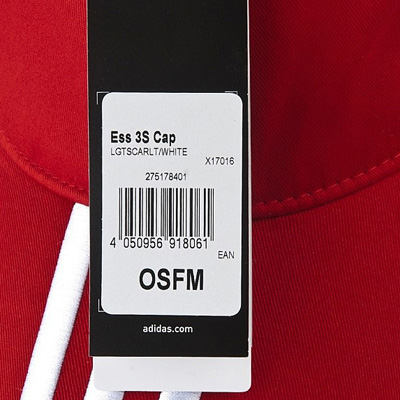 Ess 3S Cap
LGTSCARLT/WHITE
X17016
275178401
4 050956 918061
EAN
OSFM
adidas.com